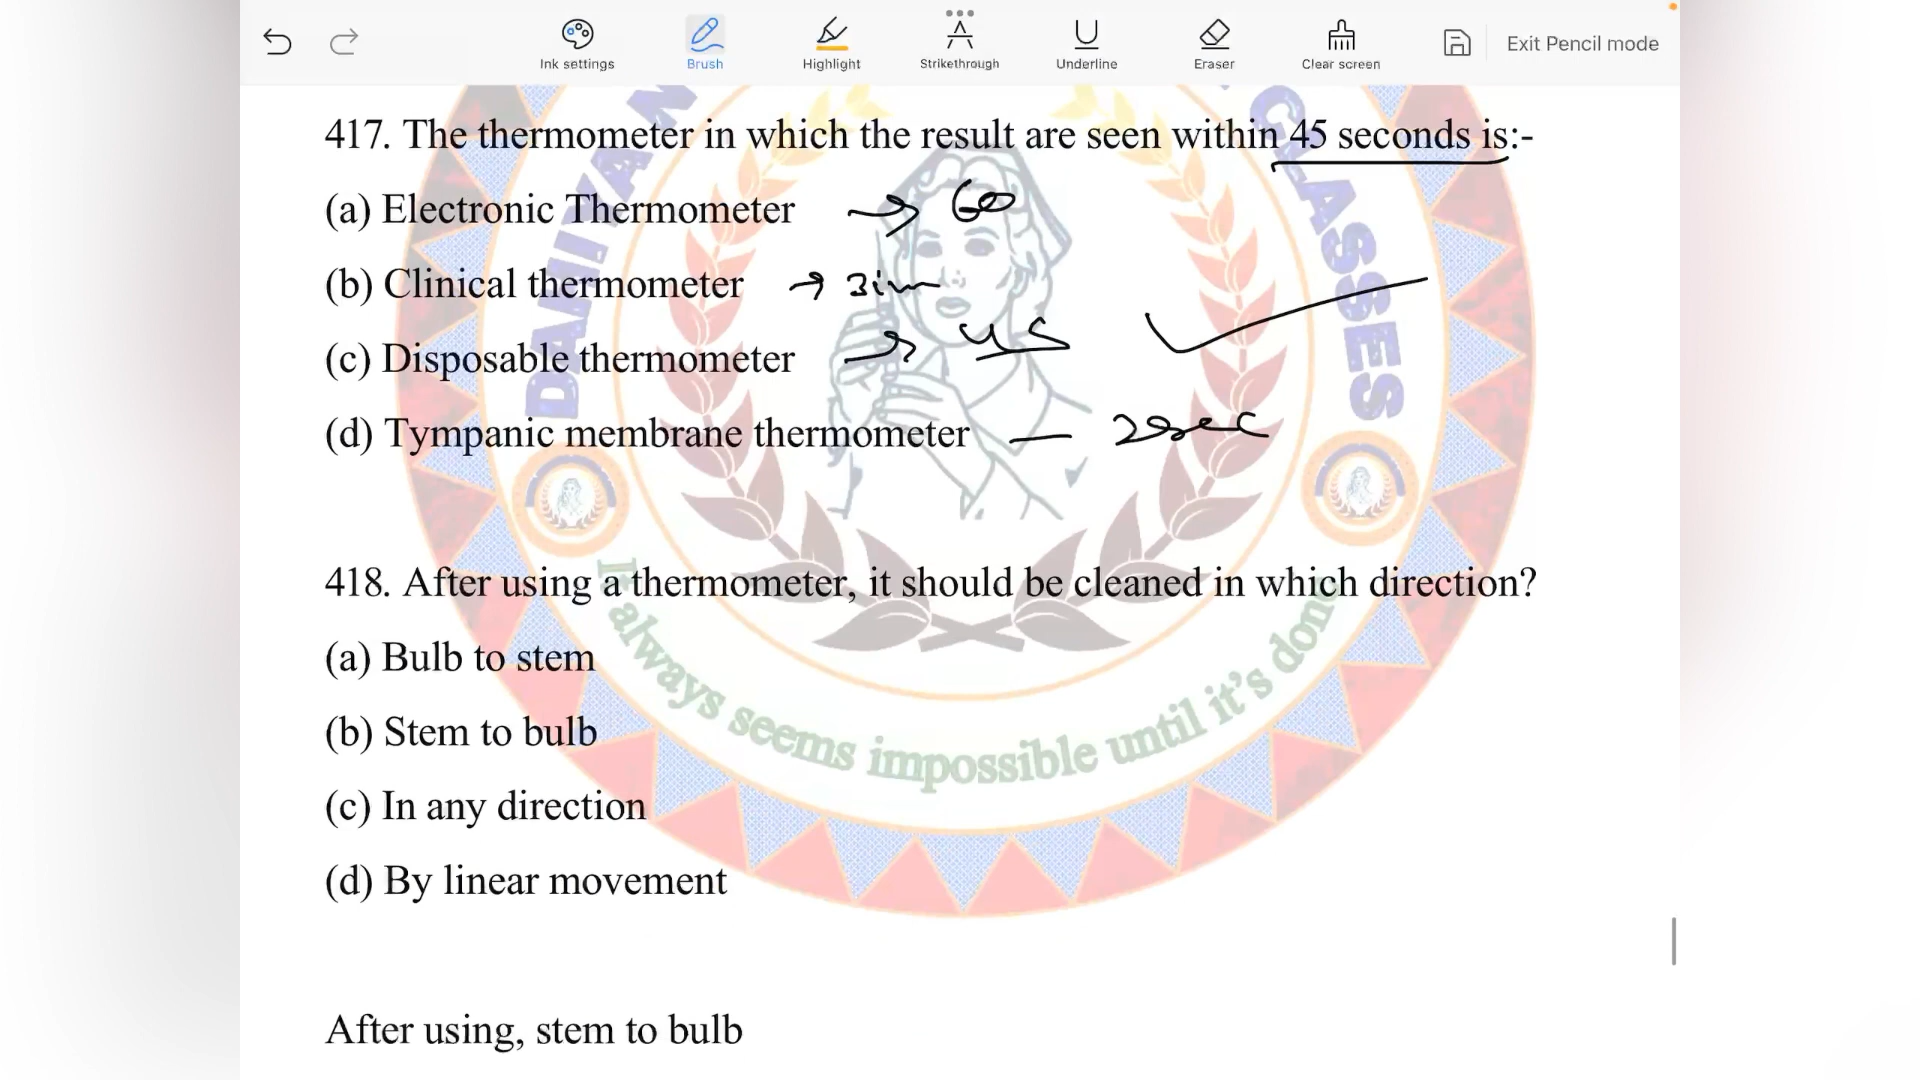 Ink settings Brush Highlight Strikethrough Underline Eraser Clear screen Exit Pencil mode
417. The thermometer in which the result are seen within 45 seconds is:-
(a) Electronic Thermometer → 60
(b) Clinical thermometer → 3
(c) Disposable thermometer → 45
(d) Tympanic membrane thermometer — 2 sec
418. After using a thermometer, it should be cleaned in which direction?
(a) Bulb to stem
(b) Stem to bulb
(c) In any direction
(d) By linear movement
After using, stem to bulb
CLASSES
It always seems impossible until it's done